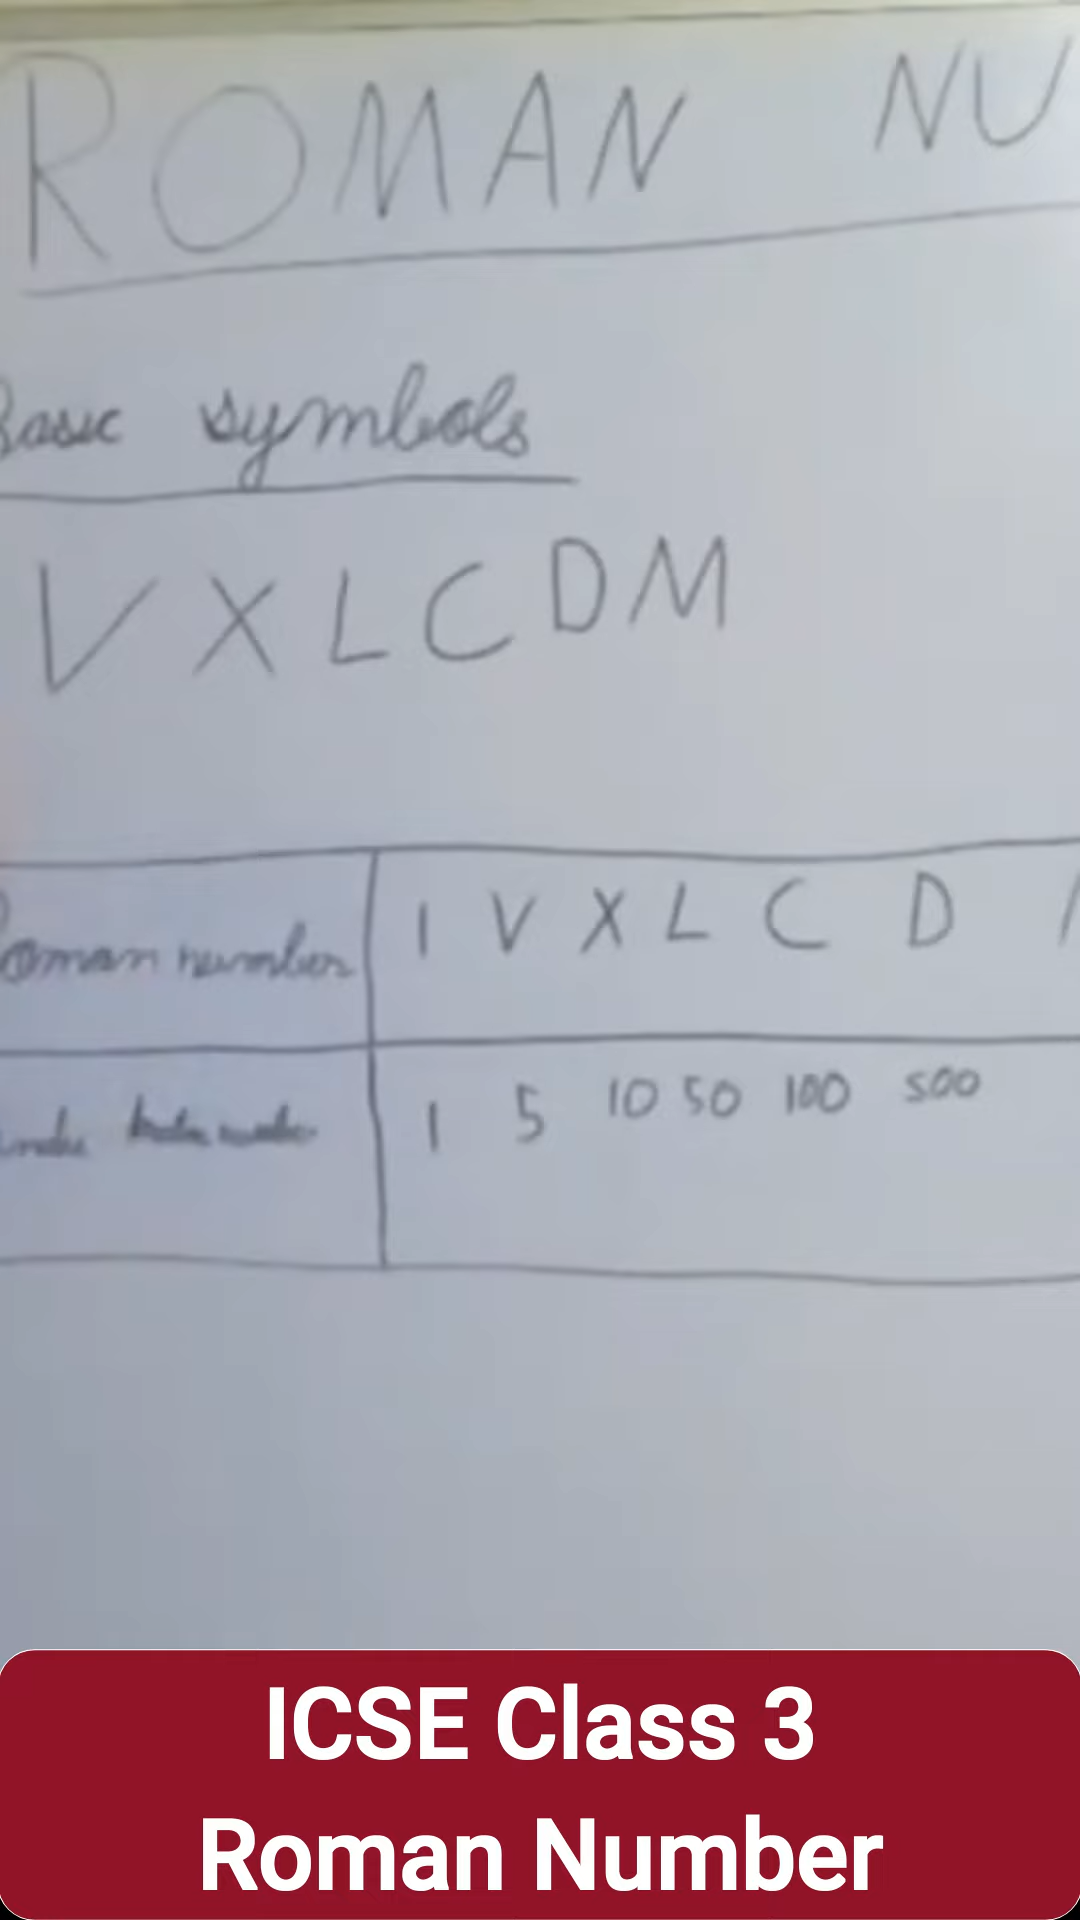 ROMAN NU
Basic symbols
V X L C D M
Roman number I V X L C D
1 5 10 50 100 500
ICSE Class 3
Roman Number